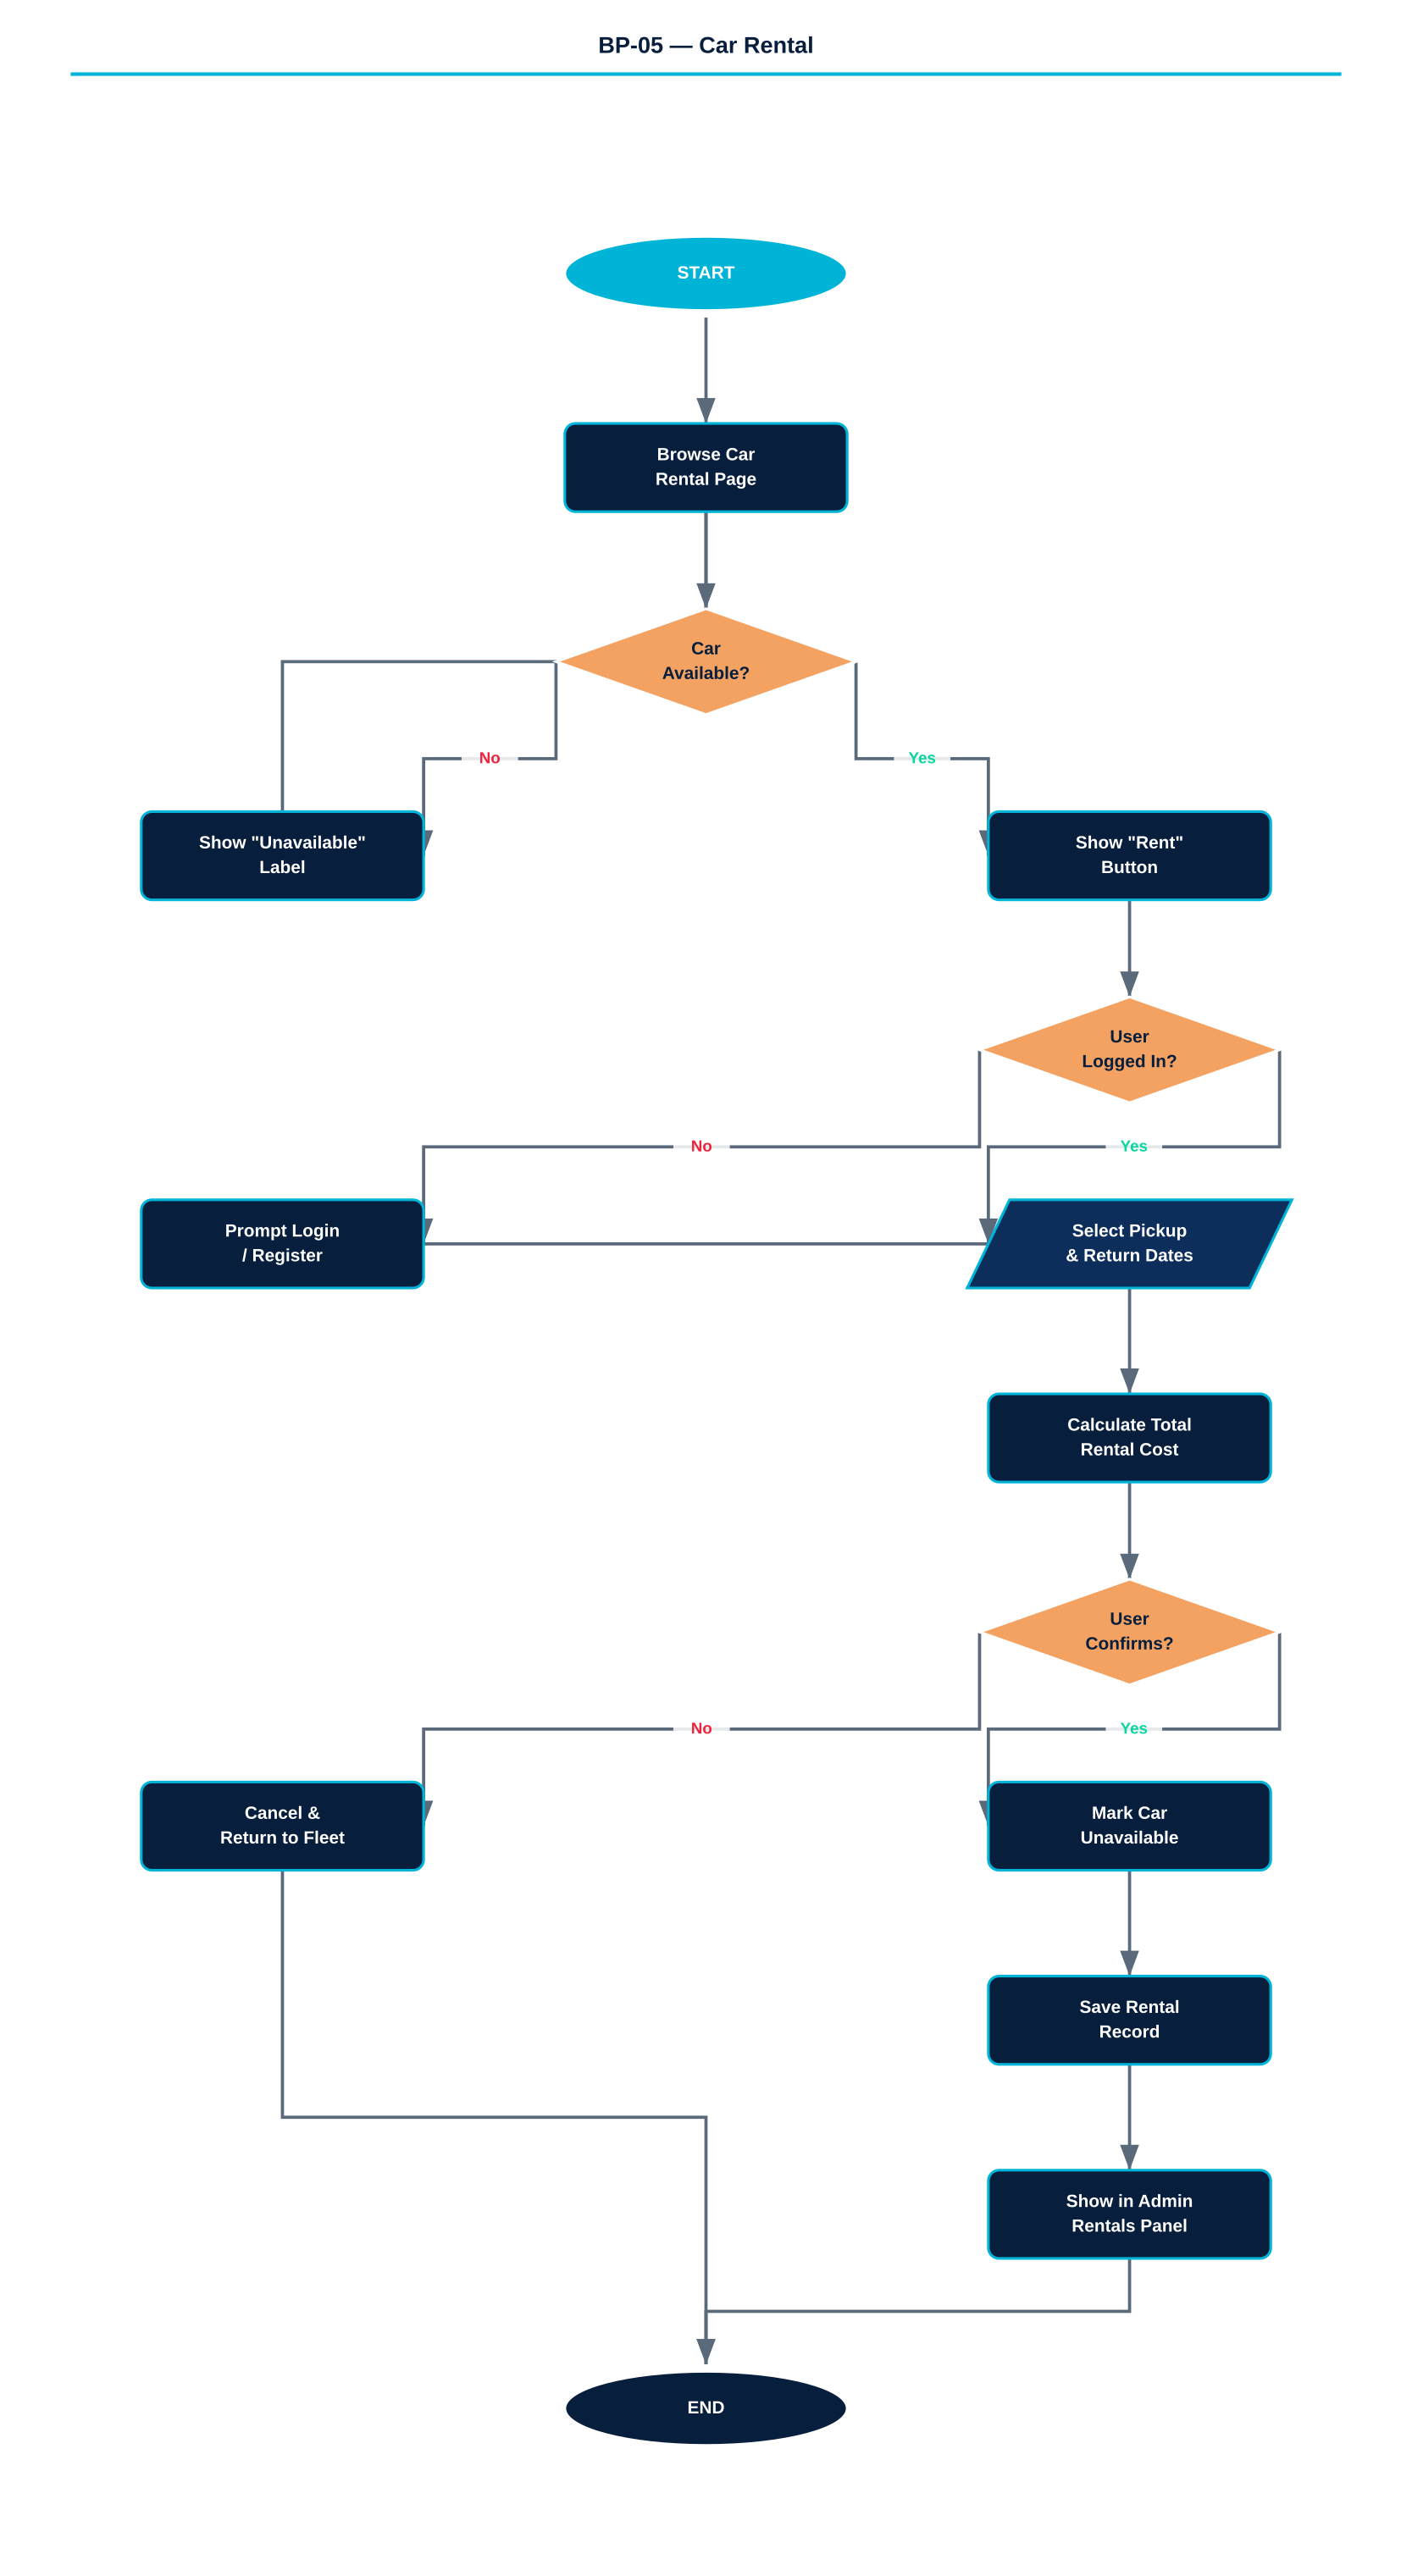 BP-05 — Car Rental
START
Browse Car
Rental Page
Car
Available?
No
Yes
Show "Unavailable"
Label
Show "Rent"
Button
User
Logged In?
No
Yes
Prompt Login
/ Register
Select Pickup
& Return Dates
Calculate Total
Rental Cost
User
Confirms?
No
Yes
Cancel &
Return to Fleet
Mark Car
Unavailable
Save Rental
Record
Show in Admin
Rentals Panel
END